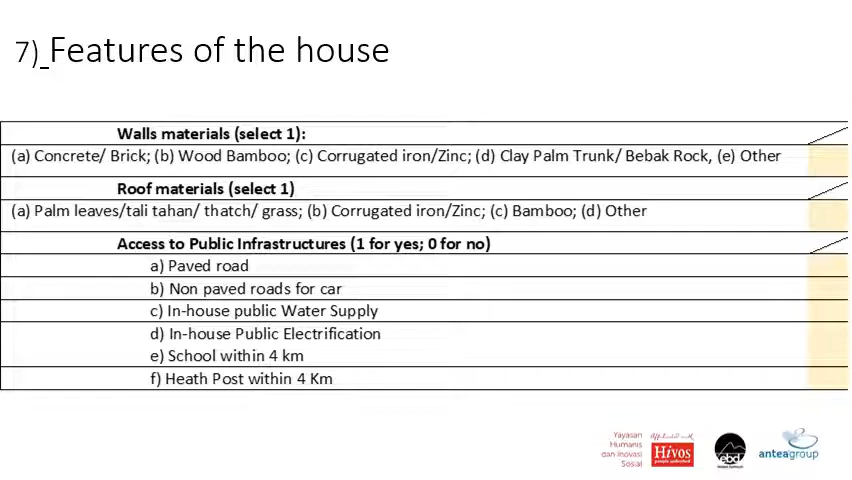 7) Features of the house
Walls materials (select 1):
(a) Concrete/ Brick; (b) Wood Bamboo; (c) Corrugated iron/Zinc; (d) Clay Palm Trunk/ Bebak Rock, (e) Other
Roof materials (select 1)
(a) Palm leaves/tali tahan/ thatch/ grass; (b) Corrugated iron/Zinc; (c) Bamboo; (d) Other
Access to Public Infrastructures (1 for yes; 0 for no)
a) Paved road
b) Non paved roads for car
c) In-house public Water Supply
d) In-house Public Electrification
e) School within 4 km
f) Heath Post within 4 Km
Yayasan
Humanis
dan Inovasi
Sosial
Hivos
people unlimited
ebd
anteagroup